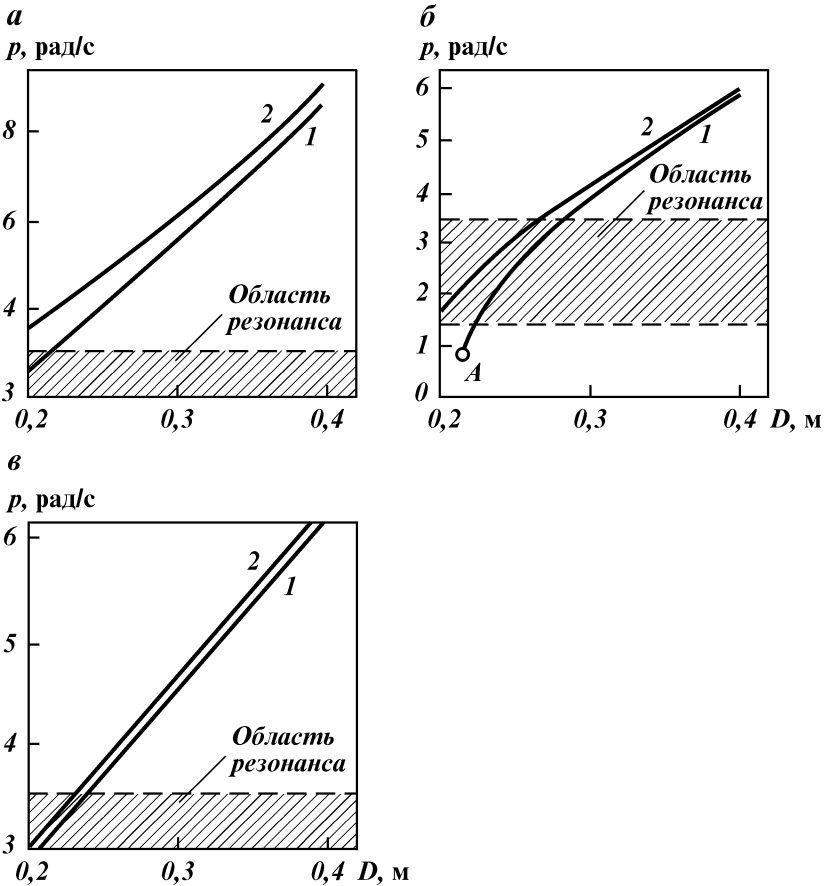 а
p, рад/с
8
6
4
3
2
1
Область
резонанса
0,2
0,3
0,4
б
p, рад/с
6
5
4
3
2
1
0
2
1
Область
резонанса
A
0,2
0,3
0,4 D, м
в
p, рад/с
6
5
4
3
2
1
Область
резонанса
0,2
0,3
0,4 D, м